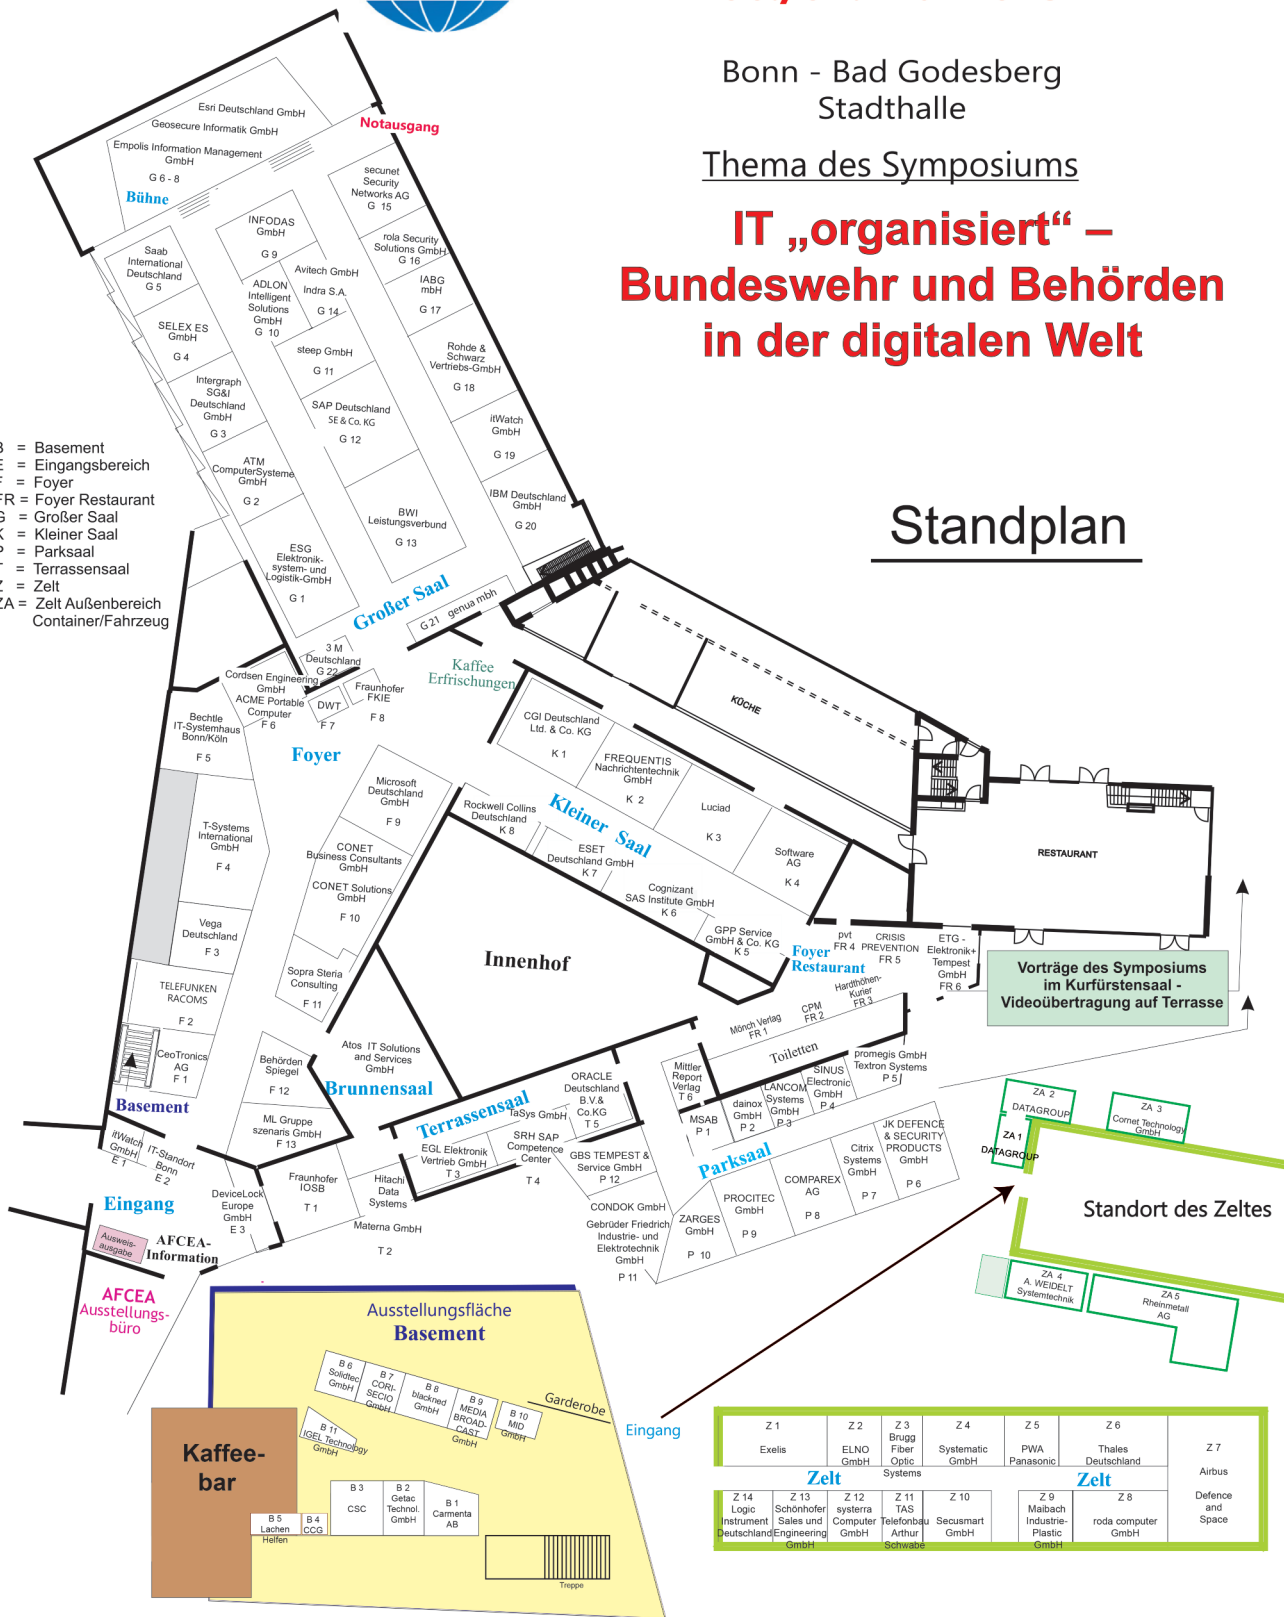 Bonn - Bad Godesberg
Stadthalle
Thema des Symposiums
IT „organisiert“ –
Bundeswehr und Behörden
in der digitalen Welt
Standplan
Esri Deutschland GmbH
Geosecure Informatik GmbH
Empolis Information Management
GmbH
G 6 - 8
Bühne
Notausgang
secunet
Security
Networks AG
G 15
rola Security
Solutions GmbH
G 16
IABG
mbH
G 17
Rohde &
Schwarz
Vertriebs-GmbH
G 18
itWatch
GmbH
G 19
IBM Deutschland
GmbH
G 20
INFODAS
GmbH
G 9
Avitech GmbH
Indra S.A.
G 14
ADLON
Intelligent
Solutions
GmbH
G 10
steep GmbH
G 11
SAP Deutschland
SE & Co. KG
G 12
BWI
Leistungsverbund
G 13
Saab
International
Deutschland
G 5
SELEX ES
GmbH
G 4
Intergraph
SG&I
Deutschland
GmbH
G 3
ATM
ComputerSysteme
GmbH
G 2
ESG
Elektronik-
system- und
Logistik-GmbH
G 1
Großer Saal
G 21 genua mbh
= Basement
= Eingangsbereich
= Foyer
FR = Foyer Restaurant
= Großer Saal
= Kleiner Saal
= Parksaal
= Terrassensaal
= Zelt
ZA = Zelt Außenbereich
Container/Fahrzeug
3 M
Deutschland
G 22
Cordsen Engineering
GmbH
ACME Portable
Computer
F 6
DWT
F 7
Fraunhofer
FKIE
F 8
Kaffee
Erfrischungen
Foyer
Bechtle
IT-Systemhaus
Bonn/Köln
F 5
T-Systems
International
GmbH
F 4
Vega
Deutschland
F 3
TELEFUNKEN
RACOMS
F 2
CeoTronics
AG
F 1
Basement
Microsoft
Deutschland
GmbH
F 9
CONET
Business Consultants
GmbH
CONET Solutions
GmbH
F 10
Sopra Steria
Consulting
F 11
Behörden
Spiegel
F 12
ML Gruppe
szenaris GmbH
F 13
Atos IT Solutions
and Services
GmbH
Brunnensaal
Innenhof
KÜCHE
CGI Deutschland
Ltd. & Co. KG
K 1
FREQUENTIS
Nachrichtentechnik
GmbH
K 2
Luciad
K 3
Software
AG
K 4
Kleiner Saal
Rockwell Collins
Deutschland
K 8
ESET
Deutschland GmbH
K 7
Cognizant
SAS Institute GmbH
K 6
GPP Service
GmbH & Co. KG
K 5
RESTAURANT
Foyer
Restaurant
pvt
FR 4
CRISIS
PREVENTION
FR 5
ETG -
Elektronik+
Tempest
GmbH
FR 6
Hardthöhen-
Kurier
FR 3
CPM
FR 2
Mönch Verlag
FR 1
Toiletten
Vorträge des Symposiums
im Kurfürstensaal -
Videoübertragung auf Terrasse
Mittler
Report
Verlag
T 6
ORACLE
Deutschland
B.V.&
Co.KG
T 5
TaSys GmbH
SRH SAP
Competence
Center
T 4
Terrassensaal
EGL Elektronik
Vertrieb GmbH
T 3
Hitachi
Data
Systems
Materna GmbH
T 2
Fraunhofer
IOSB
T 1
MSAB
P 1
dainox
GmbH
P 2
LANCOM
Systems
GmbH
P 3
SINUS
Electronic
GmbH
P 4
promegis GmbH
Textron Systems
P 5
Parksaal
JK DEFENCE
& SECURITY
PRODUCTS
GmbH
P 6
Citrix
Systems
GmbH
P 7
COMPAREX
AG
P 8
PROCITEC
GmbH
P 9
ZARGES
GmbH
P 10
GBS TEMPEST &
Service GmbH
P 12
CONDOK GmbH
Gebrüder Friedrich
Industrie- und
Elektrotechnik
GmbH
P 11
itWatch
GmbH
E 1
IT-Standort
Bonn
E 2
DeviceLock
Europe
GmbH
E 3
Eingang
Ausweis-
ausgabe
AFCEA-
Information
AFCEA
Ausstellungs-
büro
ZA 2
DATAGROUP
ZA 1
DATAGROUP
ZA 3
Cornet Technology
GmbH
Standort des Zeltes
ZA 4
A. WEIDELT
Systemtechnik
ZA 5
Rheinmetall
AG
Ausstellungsfläche
Basement
B 6
Solidtec
GmbH
B 7
CORI-
SECIO
GmbH
B 8
blackned
GmbH
B 9
MEDIA
BROAD-
CAST
GmbH
B 10
MID
GmbH
B 11
IGEL Technology
GmbH
Garderobe
Kaffee-
bar
B 3
CSC
B 2
Getac
Technol.
GmbH
B 1
Carmenta
AB
B 5
Lachen
Helfen
B 4
CCG
Treppe
Eingang
Z 1
Exelis
Z 2
ELNO
GmbH
Z 3
Brugg
Fiber
Optic
Systems
Z 4
Systematic
GmbH
Z 5
PWA
Panasonic
Z 6
Thales
Deutschland
Z 7
Airbus
Defence
and
Space
Zelt
Zelt
Z 14
Logic
Instrument
Deutschland
Z 13
Schönhofer
Sales und
Engineering
GmbH
Z 12
systerra
Computer
GmbH
Z 11
TAS
Telefonbau
Arthur
Schwabe
Z 10
Secusmart
GmbH
Z 9
Maibach
Industrie-
Plastic
GmbH
Z 8
roda computer
GmbH